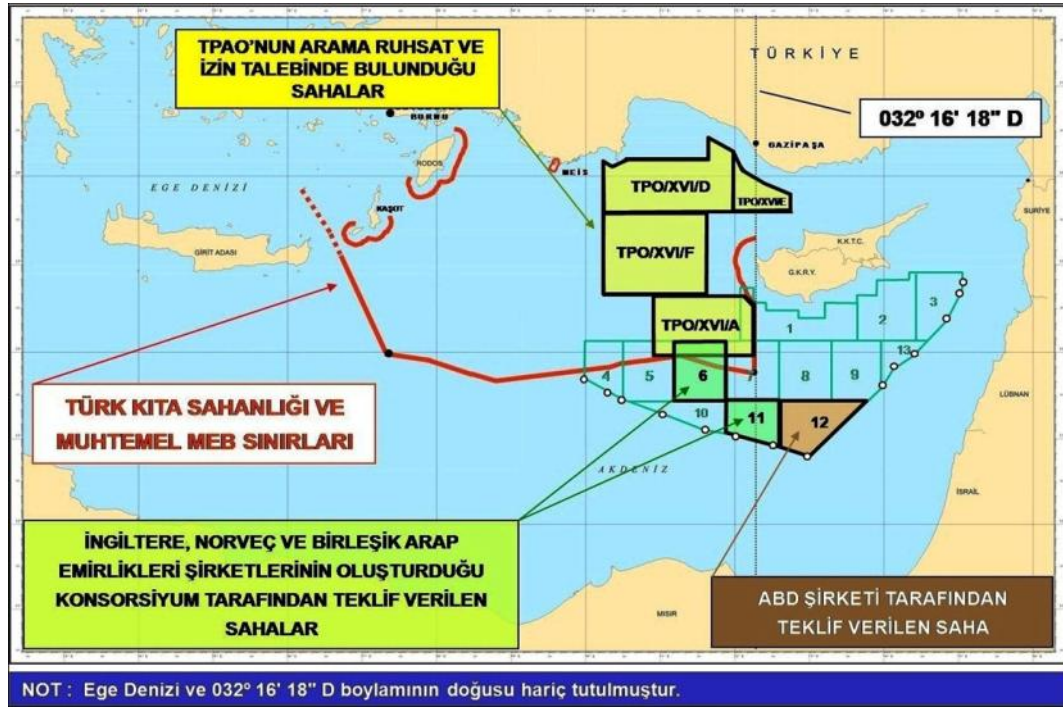 TPAO'NUN ARAMA RUHSAT VE
İZİN TALEBİNDE BULUNDUĞU
SAHALAR
TÜRKİYE
032º 16' 18" D
GAZİPAŞA
RODOS
MEİS
EGE DENİZİ
KAŞOT
GİRİT ADASI
TPO/XVI/D
TPO/XVI/E
TPO/XVI/F
TPO/XVI/A
SURİYE
K.K.T.C.
G.K.R.Y.
1
2
3
4
5
6
7
8
9
13
10
11
12
LÜBNAN
İSRAİL
AKDENİZ
MISIR
TÜRK KITA SAHANLIĞI VE
MUHTEMEL MEB SINIRLARI
İNGİLTERE, NORVEÇ VE BİRLEŞİK ARAP
EMİRLİKLERİ ŞİRKETLERİNİN OLUŞTURDUĞU
KONSORSİYUM TARAFINDAN TEKLİF VERİLEN
SAHALAR
ABD ŞİRKETİ TARAFINDAN
TEKLİF VERİLEN SAHA
NOT : Ege Denizi ve 032º 16' 18" D boylamının doğusu hariç tutulmuştur.